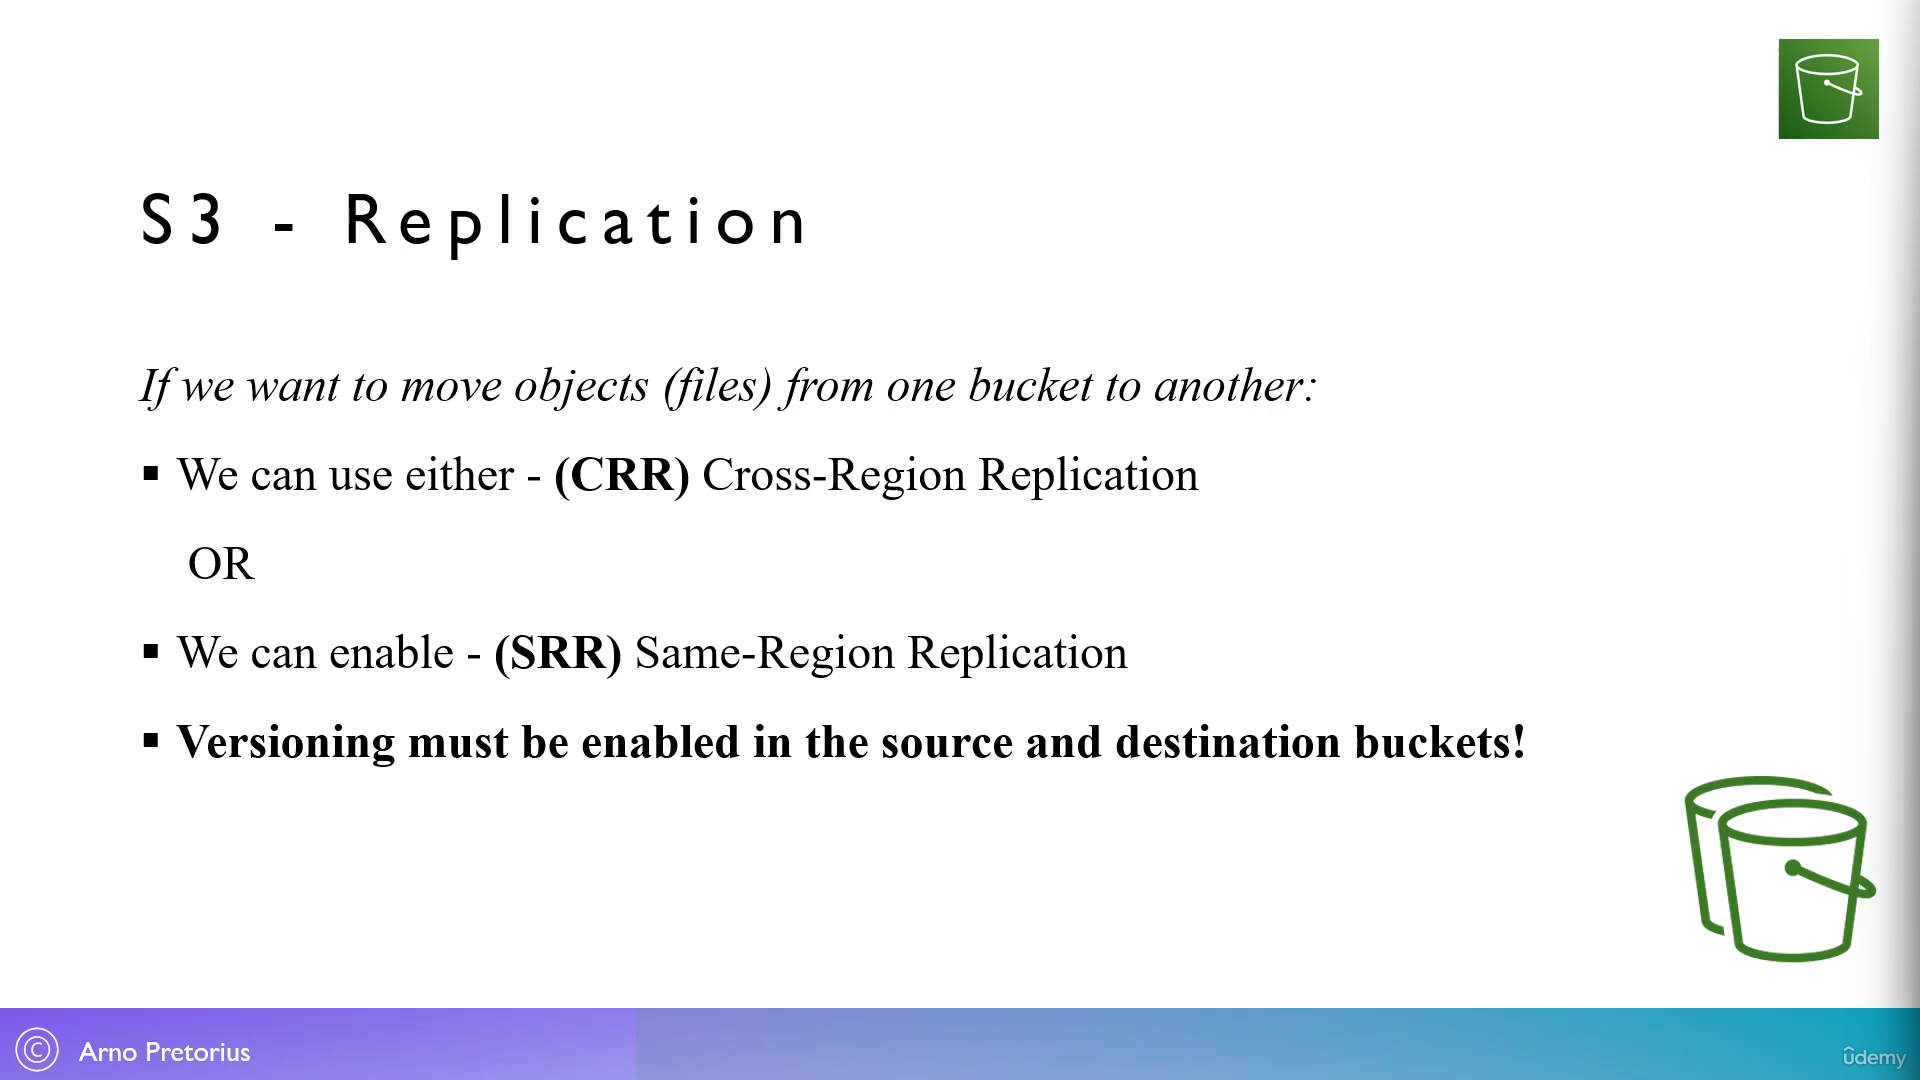 S3 - Replication
If we want to move objects (files) from one bucket to another:
▪ We can use either - (CRR) Cross-Region Replication
OR
▪ We can enable - (SRR) Same-Region Replication
▪ Versioning must be enabled in the source and destination buckets!
© Arno Pretorius
ûdemy